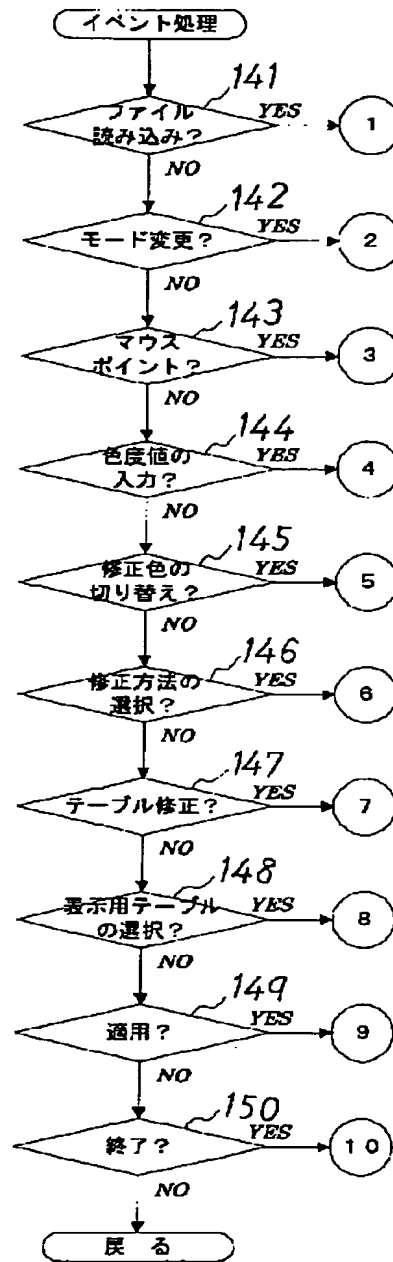 イベント処理
141
ファイル
読み込み?
YES
1
NO
142
モード変更?
YES
2
NO
143
マウス
ポイント?
YES
3
NO
144
色度値の
入力?
YES
4
NO
145
修正色の
切り替え?
YES
5
NO
146
修正方法の
選択?
YES
6
NO
147
テーブル修正?
YES
7
NO
148
表示用テーブル
の選択?
YES
8
NO
149
適用?
YES
9
NO
150
終了?
YES
10
NO
戻る